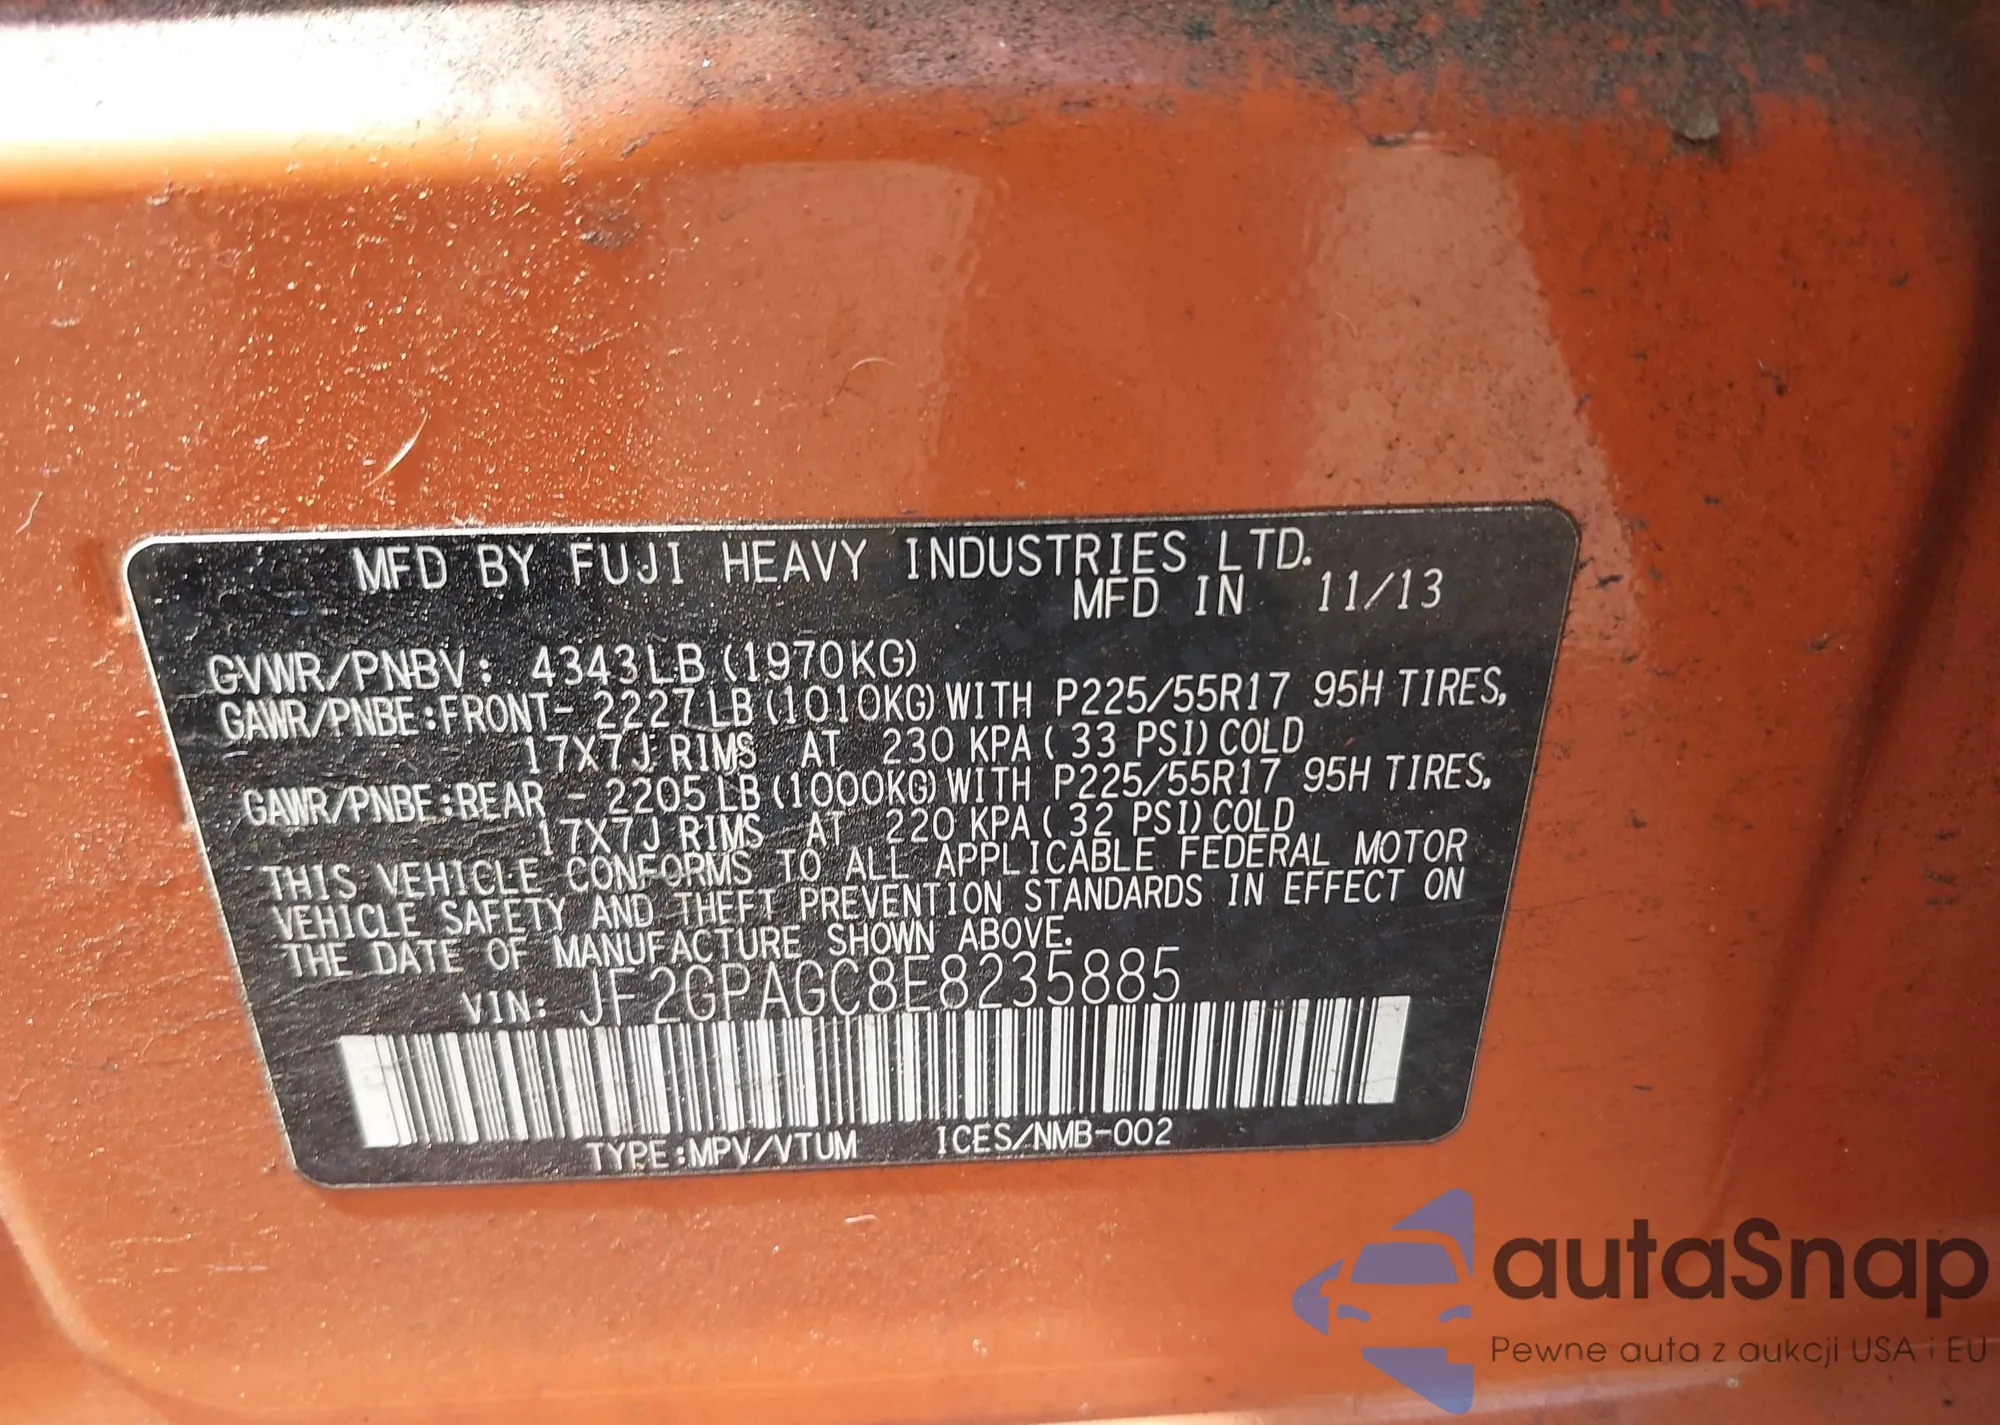 MFD BY FUJI HEAVY INDUSTRIES LTD.
MFD IN 11/13
GVWR/PNBV: 4343LB(1970KG)
GAWR/PNBE:FRONT- 2227LB(1010KG)WITH P225/55R17 95H TIRES,
17X7J RIMS AT 230 KPA( 33 PSI)COLD
GAWR/PNBE:REAR - 2205LB(1000KG)WITH P225/55R17 95H TIRES,
17X7J RIMS AT 220 KPA( 32 PSI)COLD
THIS VEHICLE CONFORMS TO ALL APPLICABLE FEDERAL MOTOR
VEHICLE SAFETY AND THEFT PREVENTION STANDARDS IN EFFECT ON
THE DATE OF MANUFACTURE SHOWN ABOVE.
VIN: JF2GPAGC8E8235885
TYPE:MPV/VTUM ICES/NMB-002
autaSnap
Pewne auta z aukcji USA i EU